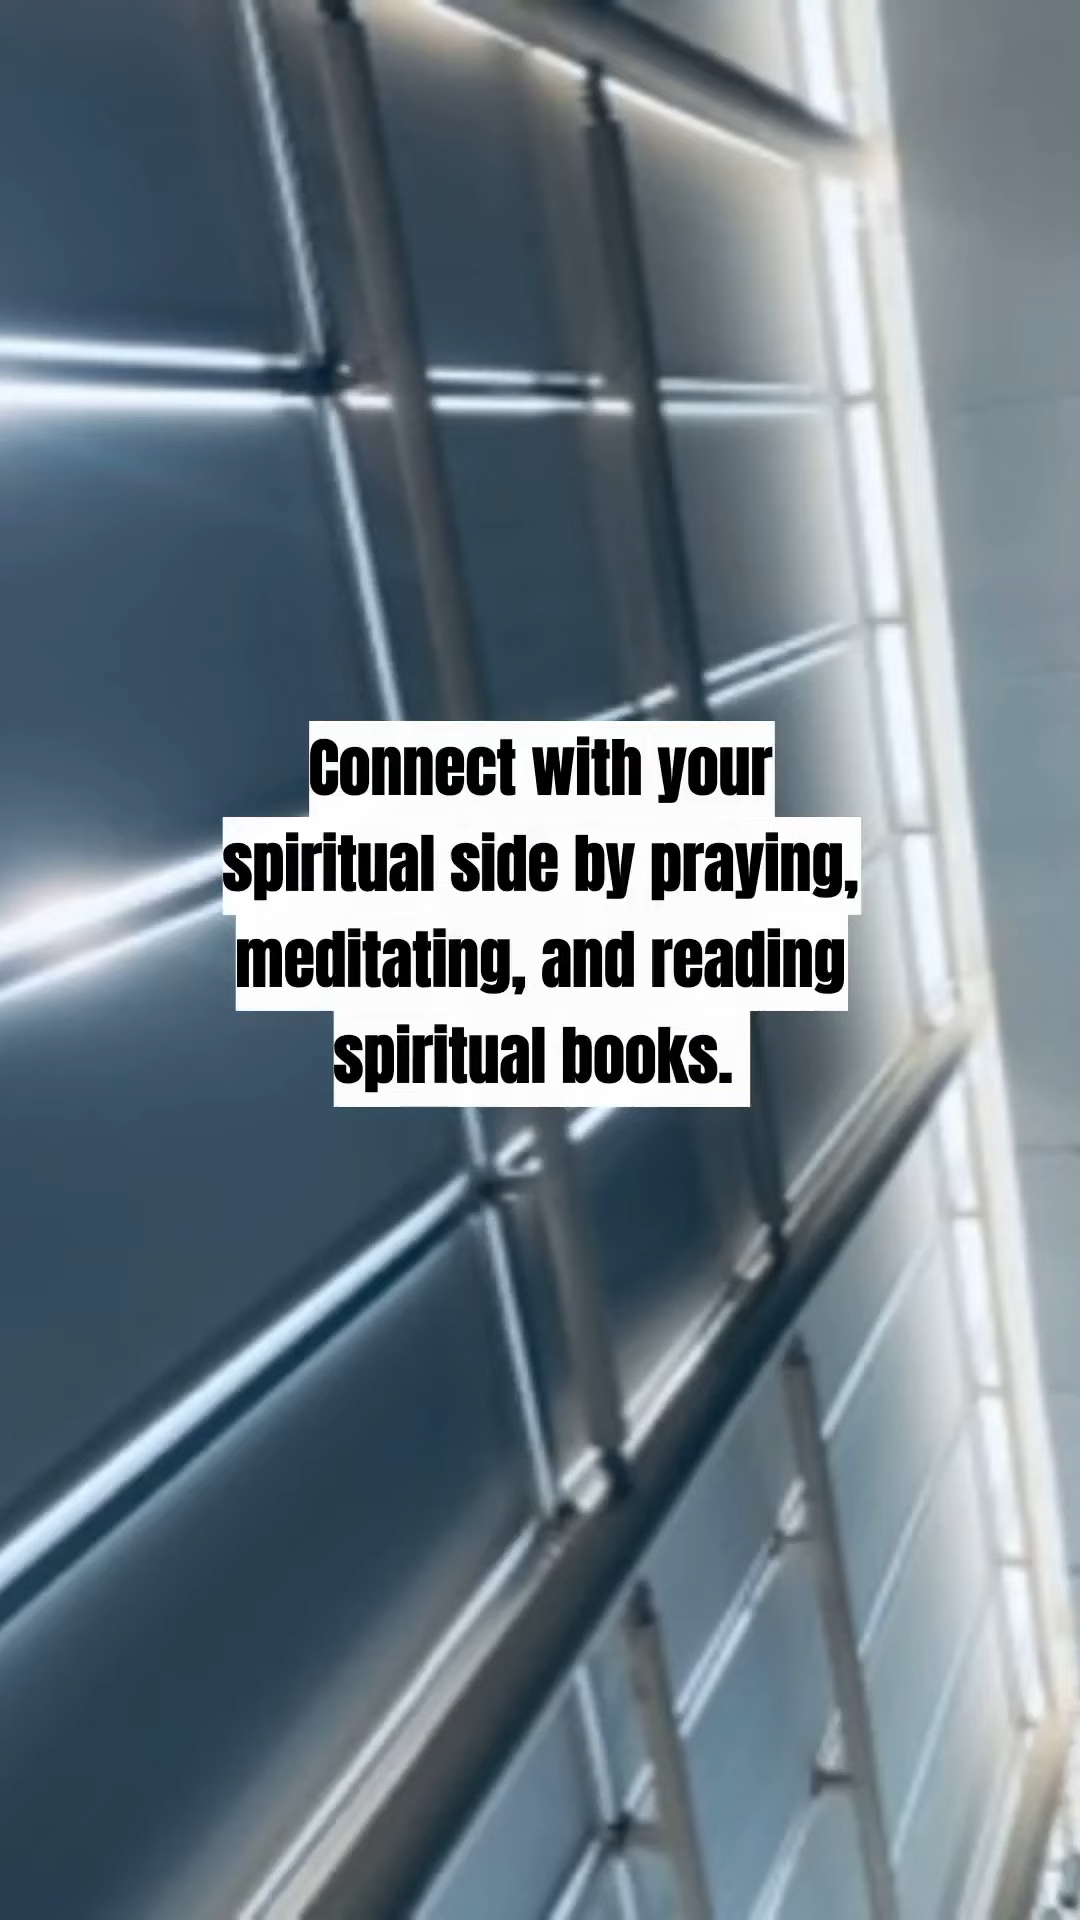 Connect with your
spiritual side by praying,
meditating, and reading
spiritual books.